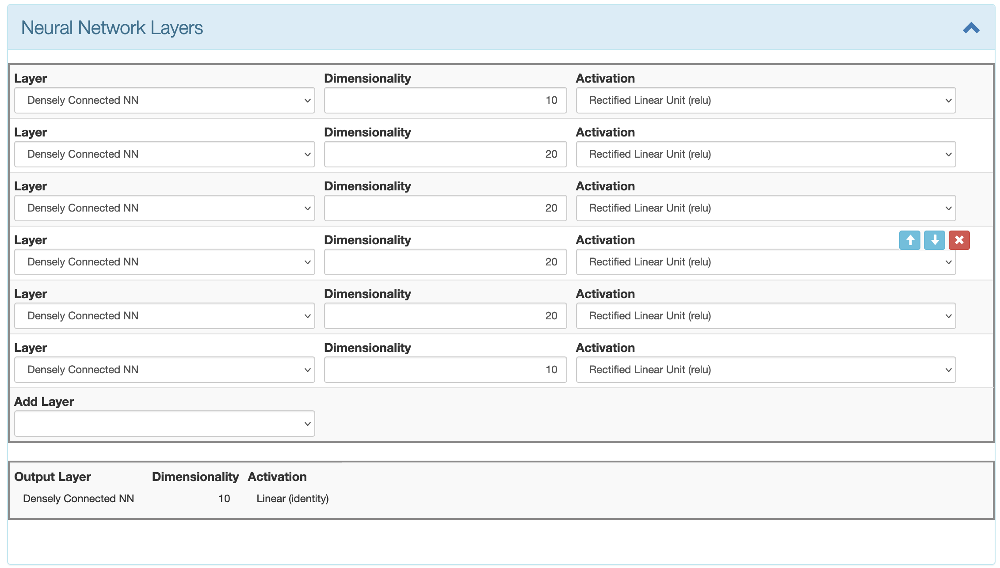 Neural Network Layers
Layer Dimensionality Activation
Densely Connected NN 10 Rectified Linear Unit (relu)
Layer Dimensionality Activation
Densely Connected NN 20 Rectified Linear Unit (relu)
Layer Dimensionality Activation
Densely Connected NN 20 Rectified Linear Unit (relu)
Layer Dimensionality Activation
Densely Connected NN 20 Rectified Linear Unit (relu)
Layer Dimensionality Activation
Densely Connected NN 20 Rectified Linear Unit (relu)
Layer Dimensionality Activation
Densely Connected NN 10 Rectified Linear Unit (relu)
Add Layer
Output Layer Dimensionality Activation
Densely Connected NN 10 Linear (identity)